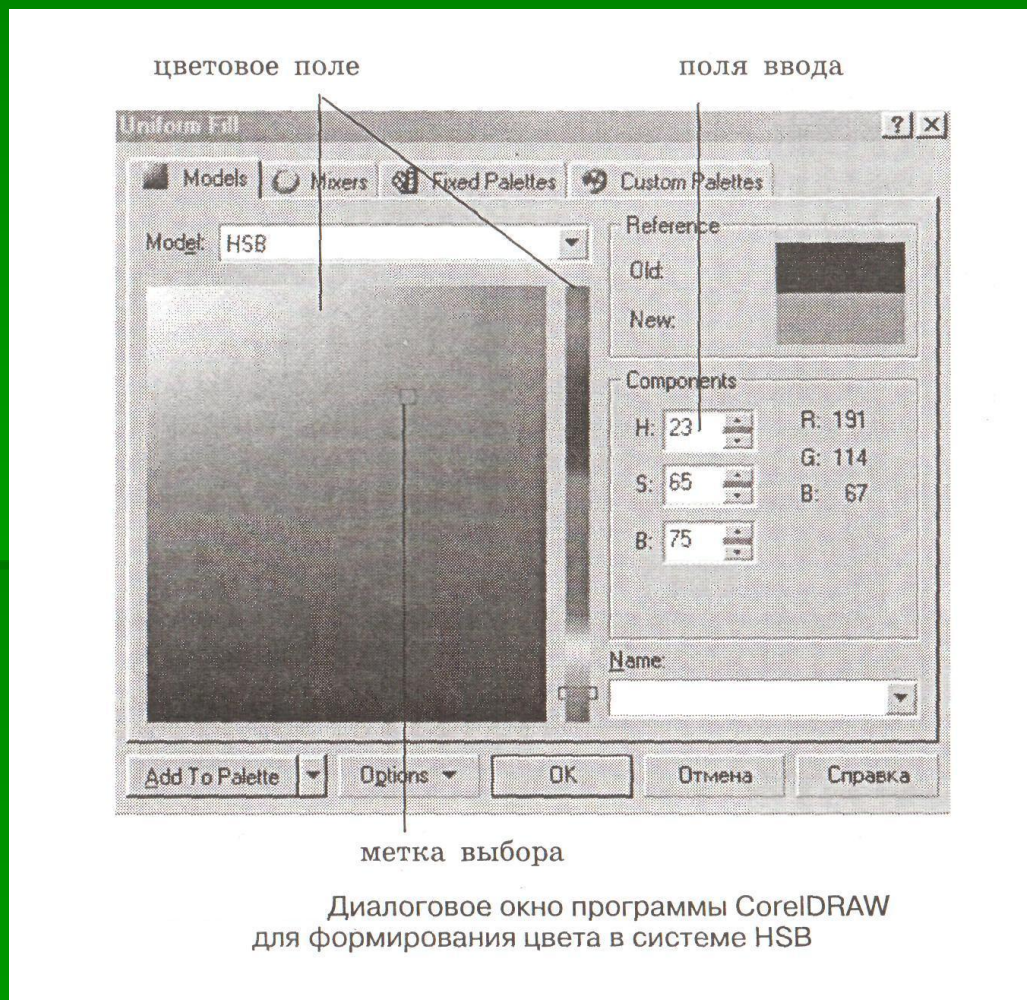 цветовое поле
поля ввода
Uniform Fill
? ×
Models
Mixers
Fixed Palettes
Custom Palettes
Model: HSB
Reference
Old:
New:
Components
H: 23
R: 191
G: 114
S: 65
B: 67
B: 75
Name:
Add To Palette
Options
OK
Отмена
Справка
метка выбора
Диалоговое окно программы CorelDRAW
для формирования цвета в системе HSB